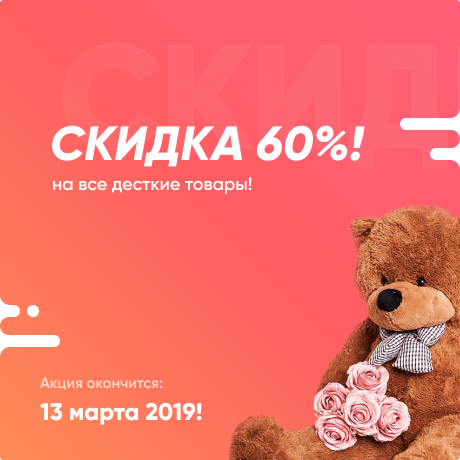 СКИД
СКИДКА 60%!
на все десткие товары!
Акция окончится:
13 марта 2019!